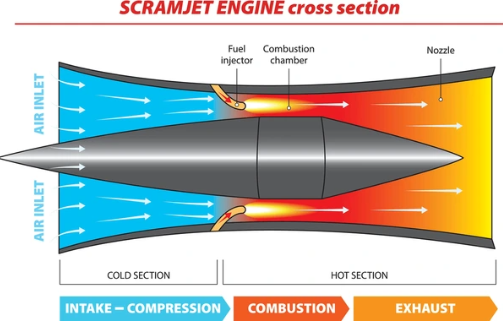 SCRAMJET ENGINE cross section
Fuel
injector
Combustion
chamber
Nozzle
AIR INLET
AIR INLET
COLD SECTION
HOT SECTION
INTAKE – COMPRESSION
COMBUSTION
EXHAUST